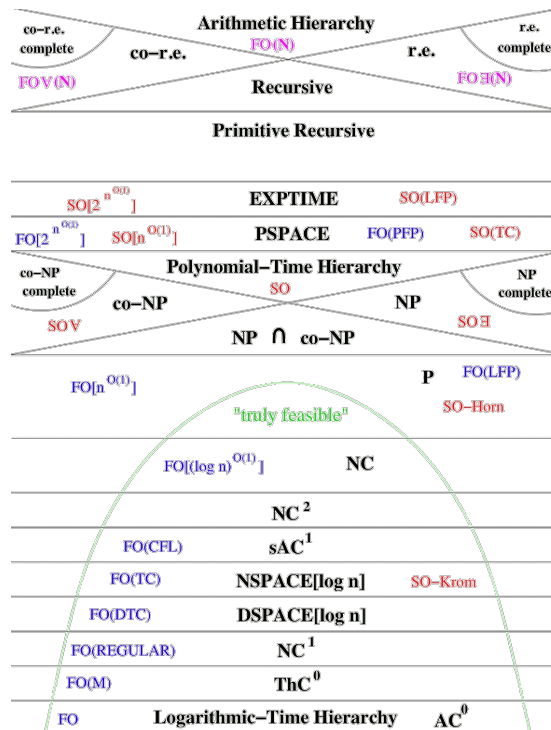 Arithmetic Hierarchy
co-r.e. complete
co-r.e.
FO(N)
r.e.
r.e. complete
FO∀(N)
FO∃(N)
Recursive
Primitive Recursive
SO[2^n^O(1)]
EXPTIME
SO(LFP)
FO[2^n^O(1)]
SO[n^O(1)]
PSPACE
FO(PFP)
SO(TC)
Polynomial-Time Hierarchy
co-NP complete
co-NP
SO
NP
NP complete
SO∀
SO∃
NP ∩ co-NP
P
FO(LFP)
FO[n^O(1)]
SO-Horn
"truly feasible"
FO[(log n)^O(1)]
NC
NC^2
FO(CFL)
sAC^1
FO(TC)
NSPACE[log n]
SO-Krom
FO(DTC)
DSPACE[log n]
FO(REGULAR)
NC^1
FO(M)
ThC^0
FO
Logarithmic-Time Hierarchy
AC^0